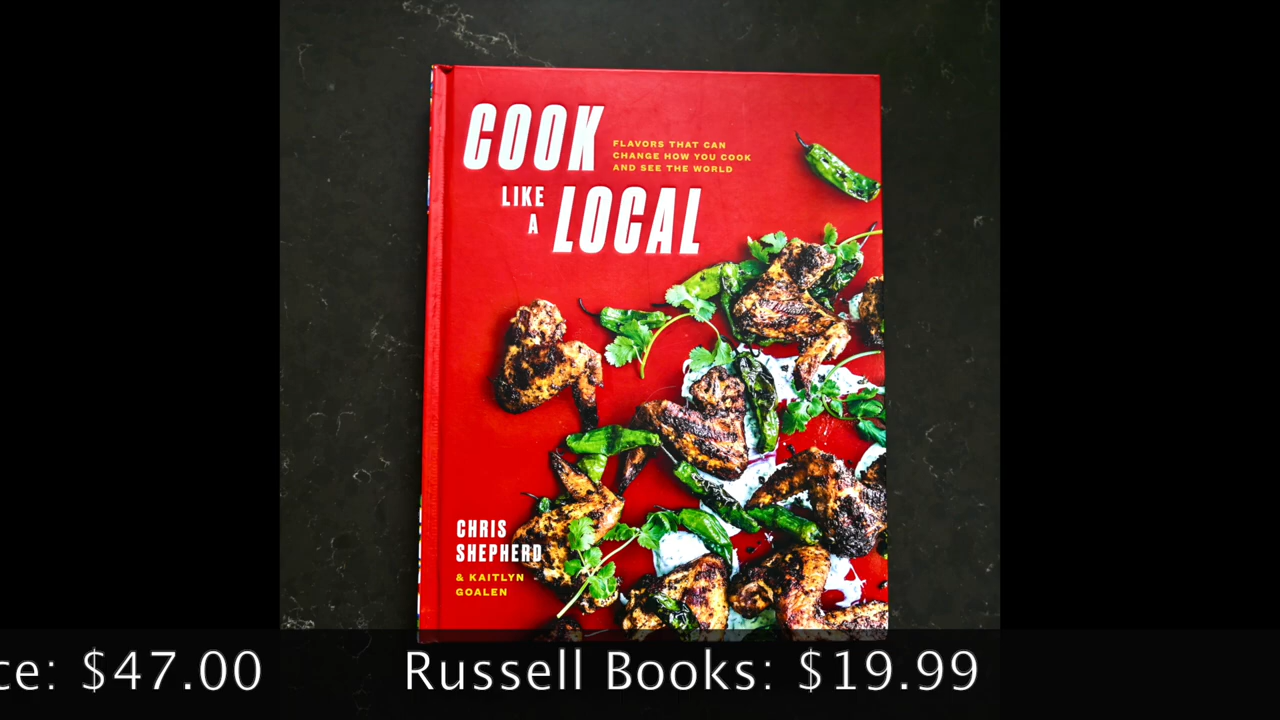 COOK
FLAVORS THAT CAN
CHANGE HOW YOU COOK
AND SEE THE WORLD
LIKE
A
LOCAL
CHRIS
SHEPHERD
& KAITLYN
GOALEN
ce: $47.00 Russell Books: $19.99